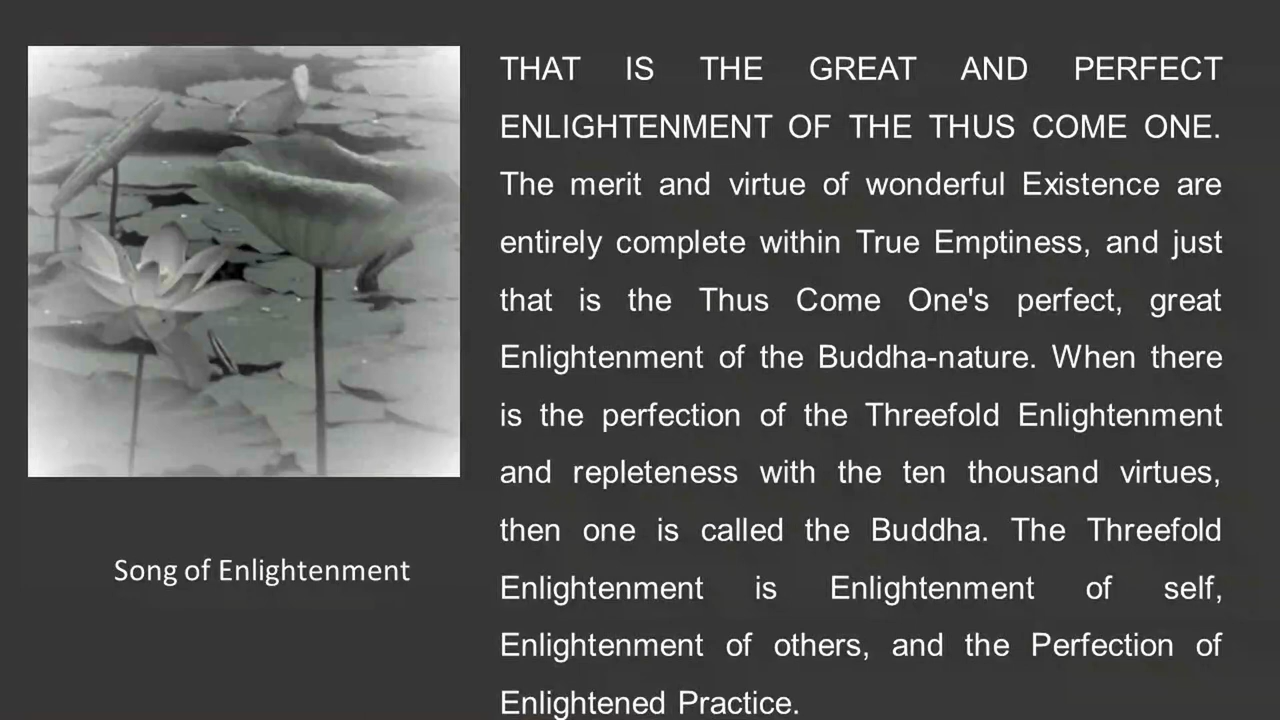 THAT IS THE GREAT AND PERFECT
ENLIGHTENMENT OF THE THUS COME ONE.
The merit and virtue of wonderful Existence are
entirely complete within True Emptiness, and just
that is the Thus Come One's perfect, great
Enlightenment of the Buddha-nature. When there
is the perfection of the Threefold Enlightenment
and repleteness with the ten thousand virtues,
then one is called the Buddha. The Threefold
Enlightenment is Enlightenment of self,
Enlightenment of others, and the Perfection of
Enlightened Practice.
Song of Enlightenment